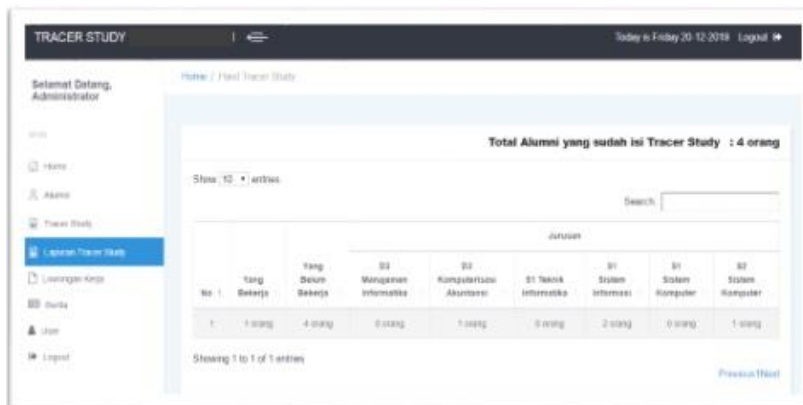 TRACER STUDY
Today is Friday 20-12-2019 Logout
Selamat Datang,
Administrator
Home / Hasil Tracer Study
Total Alumni yang sudah isi Tracer Study : 4 orang
Home
Alumni
Tracer Study
Laporan Tracer Study
Lowongan Kerja
Berita
User
Logout
Show 10 entries
Search:
Jurusan
No
Yang
Bekerja
Yang
Belum
Bekerja
D3
Manajemen
Informatika
D3
Komputerisasi
Akuntansi
S1 Teknik
Informatika
S1
Sistem
Informasi
S1
Sistem
Komputer
Sistem
Komputer
1 1 orang 4 orang 0 orang 1 orang 0 orang 2 orang 0 orang 1 orang
Showing 1 to 1 of 1 entries
Previous 1 Next